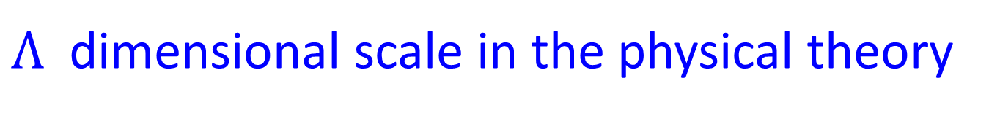 Λ dimensional scale in the physical theory